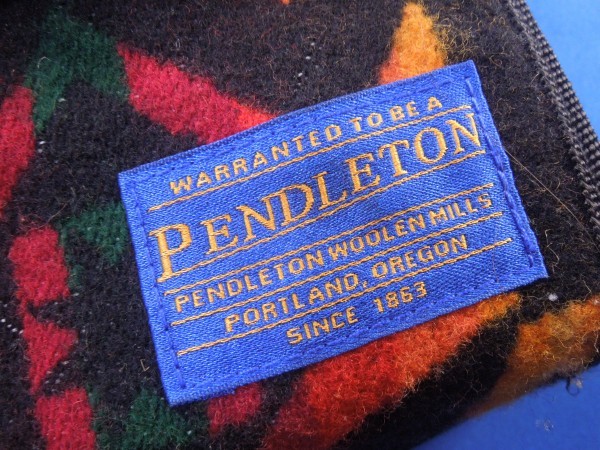 WARRANTED TO BE A
PENDLETON
PENDLETON WOOLEN MILLS
PORTLAND, OREGON
SINCE 1863